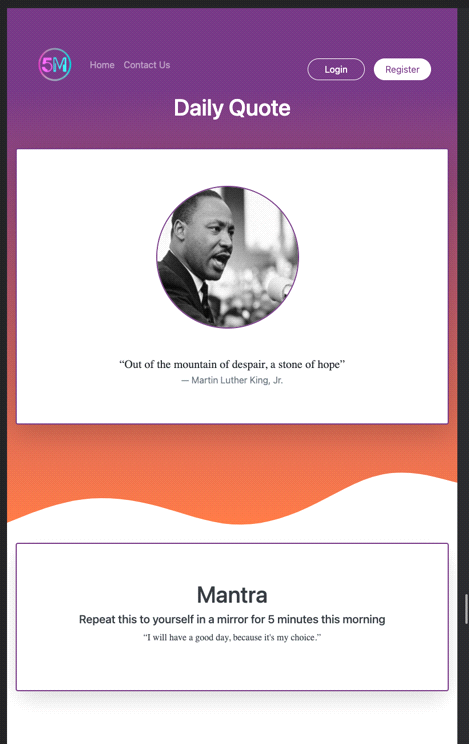 5M Home Contact Us Login Register
Daily Quote
“Out of the mountain of despair, a stone of hope”
— Martin Luther King, Jr.
Mantra
Repeat this to yourself in a mirror for 5 minutes this morning
“I will have a good day, because it's my choice.”